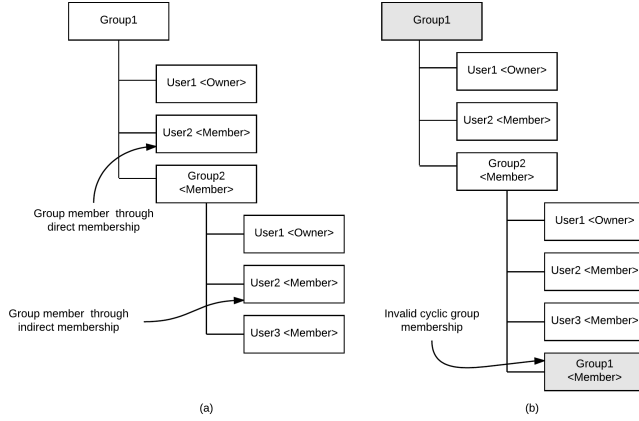 Group1
User1 <Owner>
User2 <Member>
Group2
<Member>
Group member  through
direct membership
User1 <Owner>
User2 <Member>
Group member  through
indirect membership
User3 <Member>
(a)
Group1
User1 <Owner>
User2 <Member>
Group2
<Member>
User1 <Owner>
User2 <Member>
User3 <Member>
Invalid cyclic group
membership
Group1
<Member>
(b)